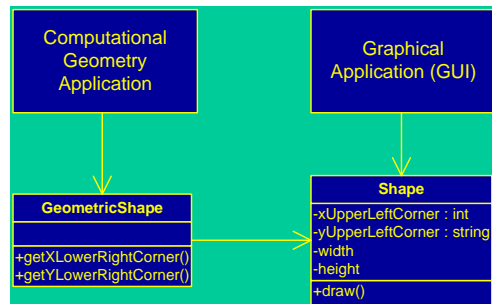 Computational
Geometry
Application
Graphical
Application (GUI)
GeometricShape
+getXLowerRightCorner()
+getYLowerRightCorner()
Shape
-xUpperLeftCorner : int
-yUpperLeftCorner : string
-width
-height
+draw()